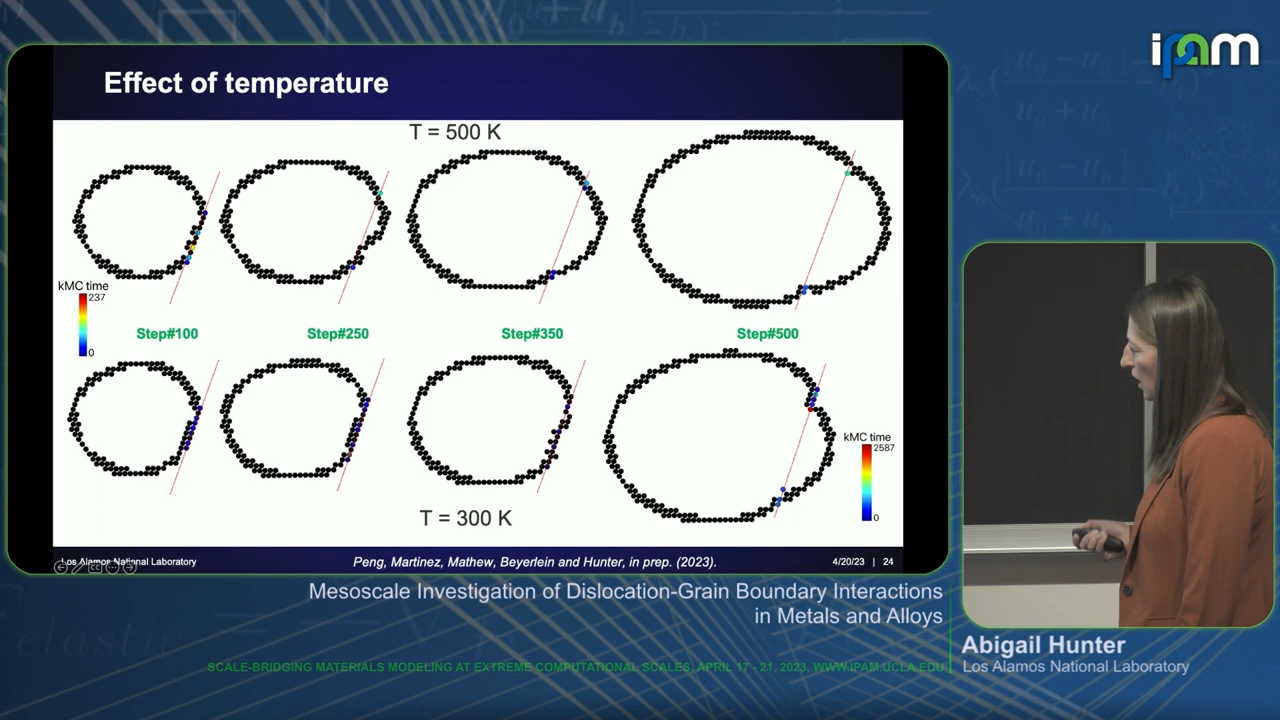 ipam
Effect of temperature
T = 500 K
kMC time
237
0
Step#100
Step#250
Step#350
Step#500
kMC time
2587
0
T = 300 K
Los Alamos National Laboratory
Peng, Martinez, Mathew, Beyerlein and Hunter, in prep. (2023).
4/20/23 | 24
Mesoscale Investigation of Dislocation-Grain Boundary Interactions
in Metals and Alloys
Abigail Hunter
Los Alamos National Laboratory
SCALE-BRIDGING MATERIALS MODELING AT EXTREME COMPUTATIONAL SCALES, APRIL 17 - 21, 2023, WWW.IPAM.UCLA.EDU
elastic